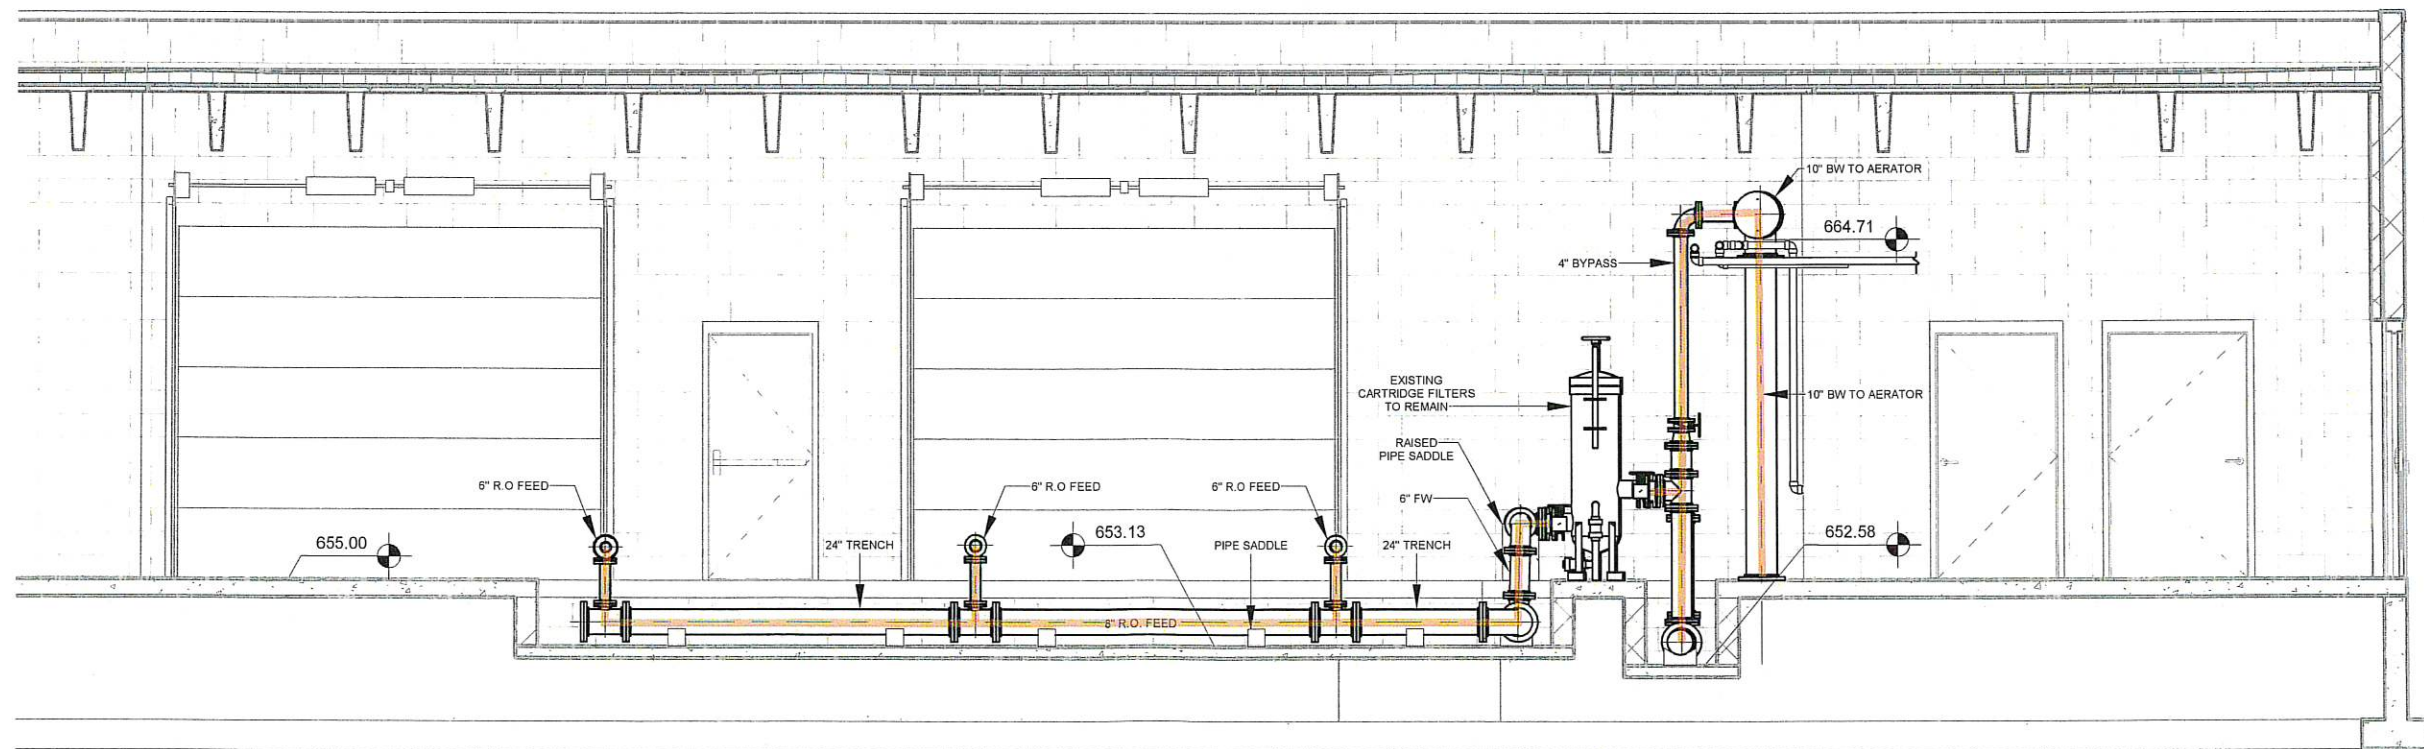 10" BW TO AERATOR
664.71
4" BYPASS
EXISTING
CARTRIDGE FILTERS
TO REMAIN
10" BW TO AERATOR
RAISED
PIPE SADDLE
6" R.O FEED
6" R.O FEED
6" R.O FEED
6" FW
655.00
24" TRENCH
653.13
PIPE SADDLE
24" TRENCH
652.58
8" R.O. FEED